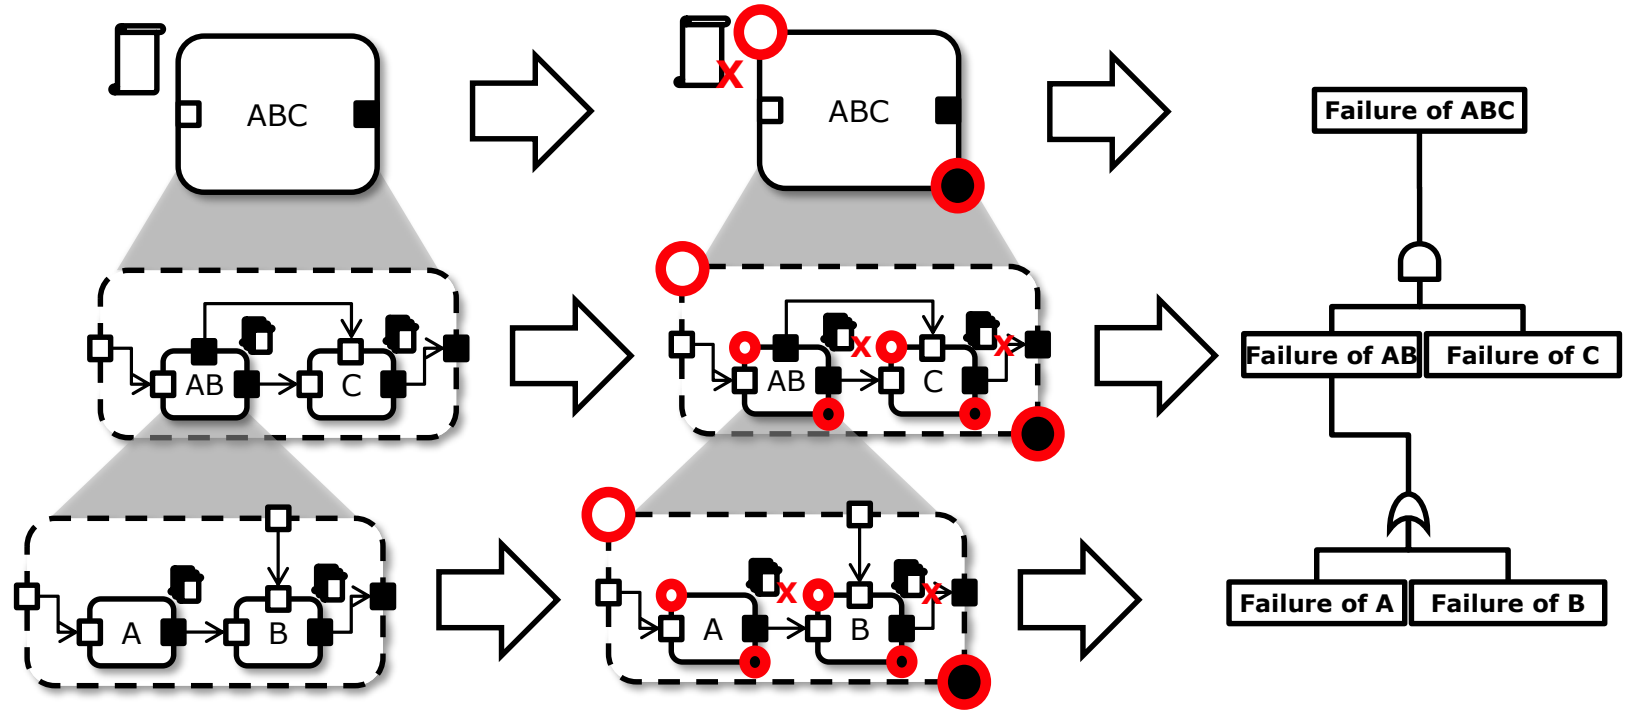 ABC
X
ABC
Failure of ABC
AB
C
AB
X
C
X
Failure of AB
Failure of C
A
B
A
X
B
X
Failure of A
Failure of B